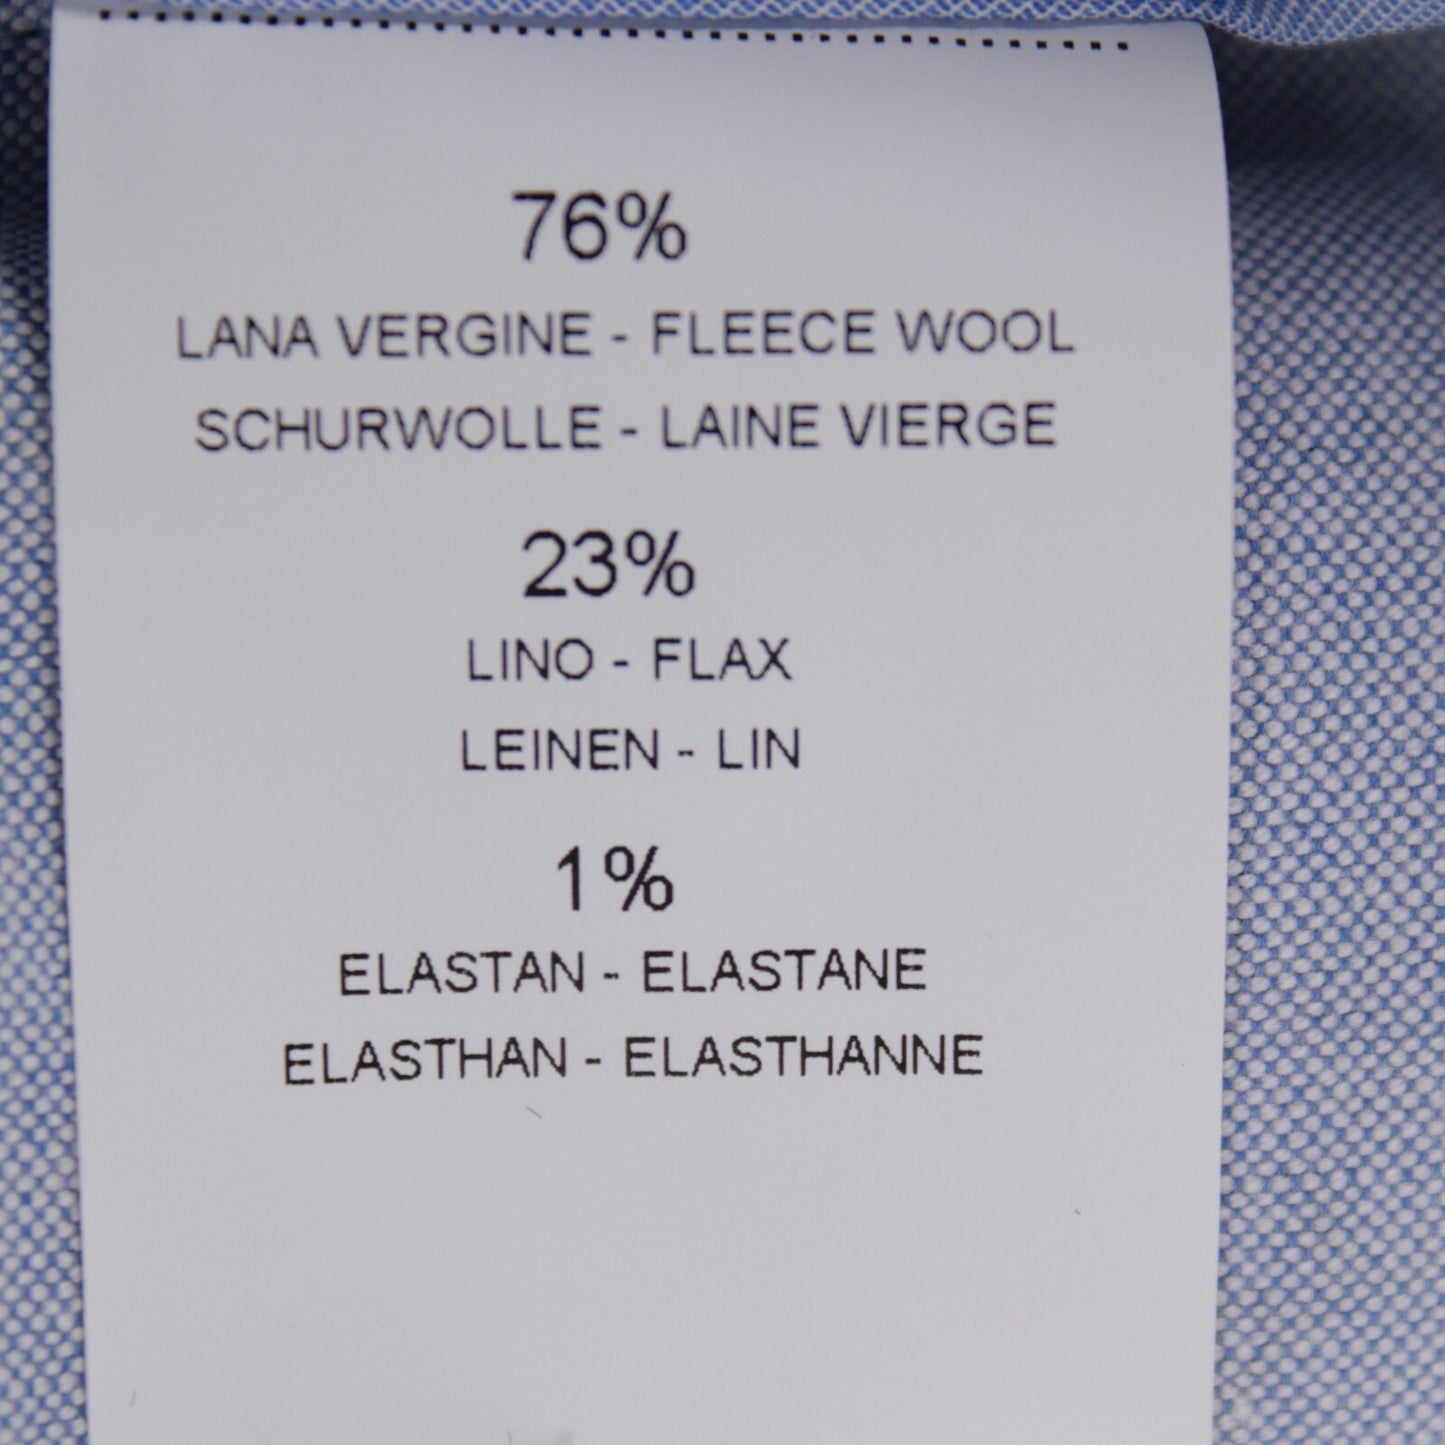 76%
LANA VERGINE - FLEECE WOOL
SCHURWOLLE - LAINE VIERGE
23%
LINO - FLAX
LEINEN - LIN
1%
ELASTAN - ELASTANE
ELASTHAN - ELASTHANNE